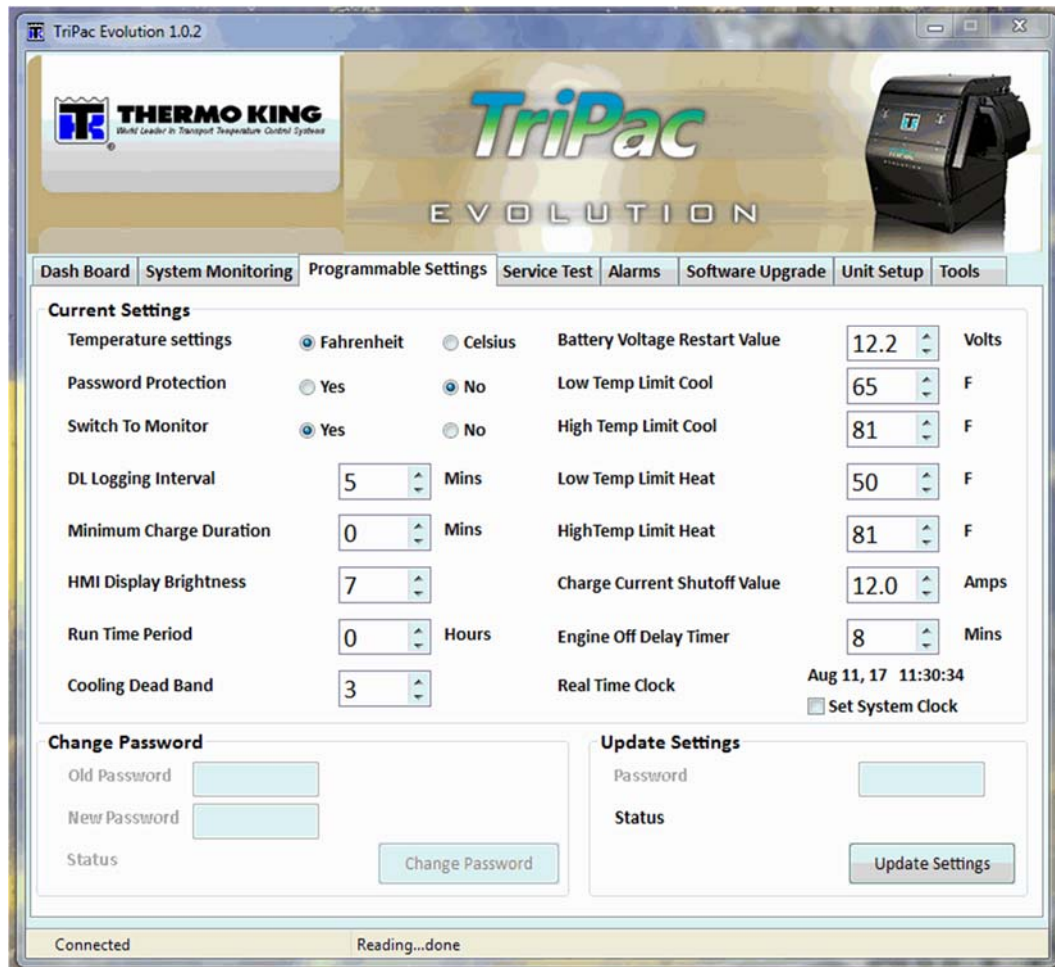 TriPac Evolution 1.0.2
THERMO KING
World Leader in Transport Temperature Control Systems
TriPac
EVOLUTION
Dash Board System Monitoring Programmable Settings Service Test Alarms Software Upgrade Unit Setup Tools
Current Settings
Temperature settings Fahrenheit Celsius Battery Voltage Restart Value 12.2 Volts
Password Protection Yes No Low Temp Limit Cool 65 F
Switch To Monitor Yes No High Temp Limit Cool 81 F
DL Logging Interval 5 Mins Low Temp Limit Heat 50 F
Minimum Charge Duration 0 Mins HighTemp Limit Heat 81 F
HMI Display Brightness 7 Charge Current Shutoff Value 12.0 Amps
Run Time Period 0 Hours Engine Off Delay Timer 8 Mins
Cooling Dead Band 3 Real Time Clock Aug 11, 17 11:30:34
Set System Clock
Change Password Update Settings
Old Password Password
New Password Status
Status Change Password Update Settings
Connected Reading...done